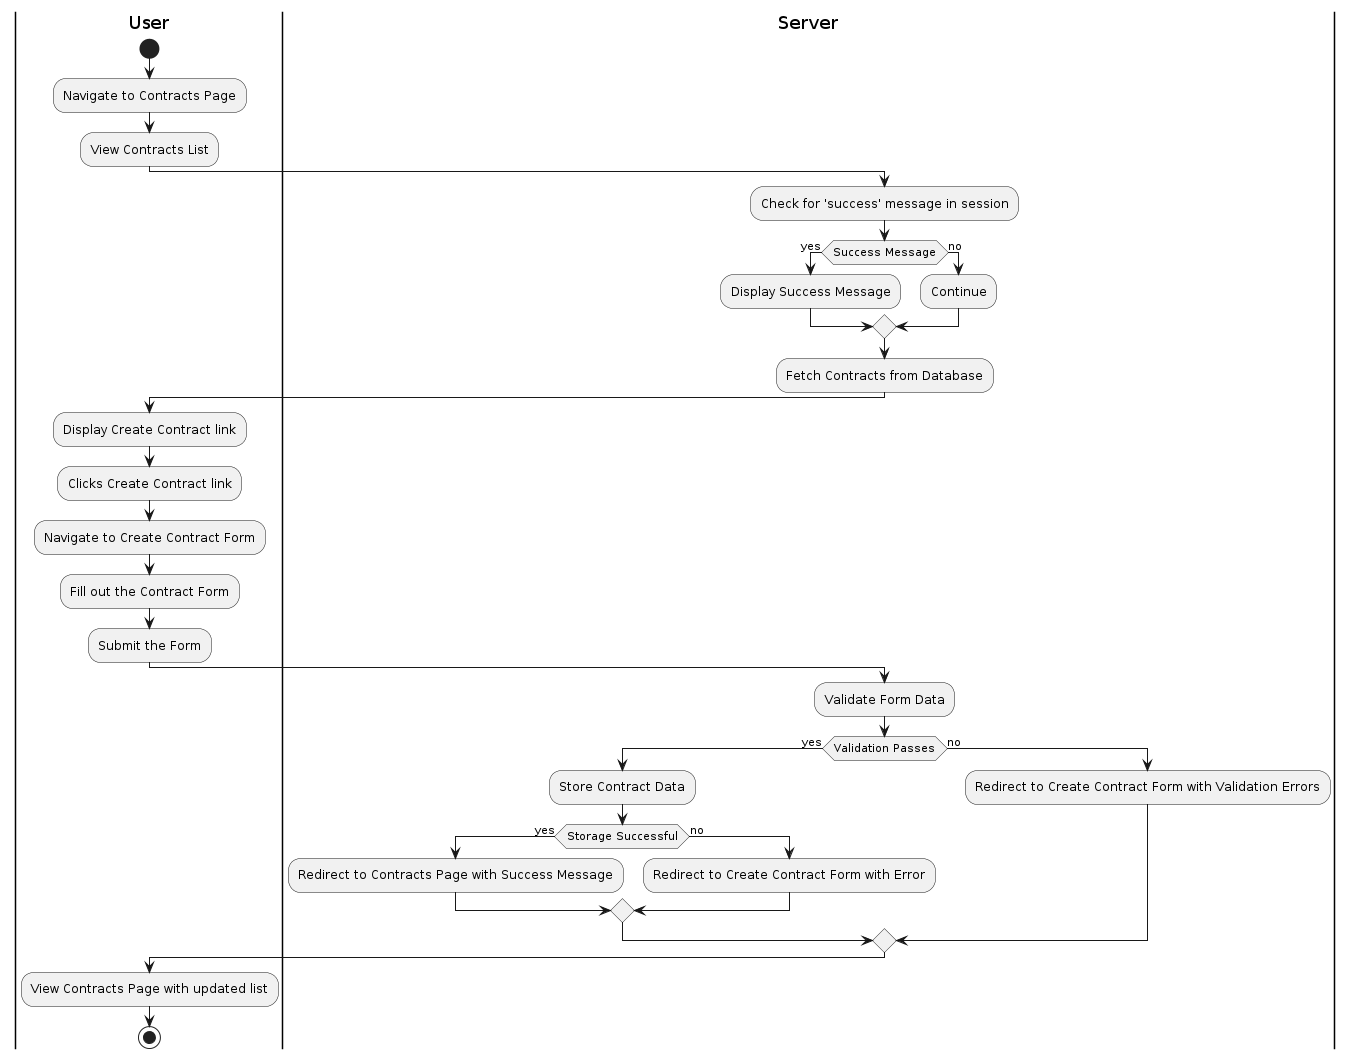 User
Server
Navigate to Contracts Page
View Contracts List
Check for 'success' message in session
yes
Success Message
no
Display Success Message
Continue
Fetch Contracts from Database
Display Create Contract link
Clicks Create Contract link
Navigate to Create Contract Form
Fill out the Contract Form
Submit the Form
Validate Form Data
yes
Validation Passes
no
Store Contract Data
Redirect to Create Contract Form with Validation Errors
yes
Storage Successful
no
Redirect to Contracts Page with Success Message
Redirect to Create Contract Form with Error
View Contracts Page with updated list